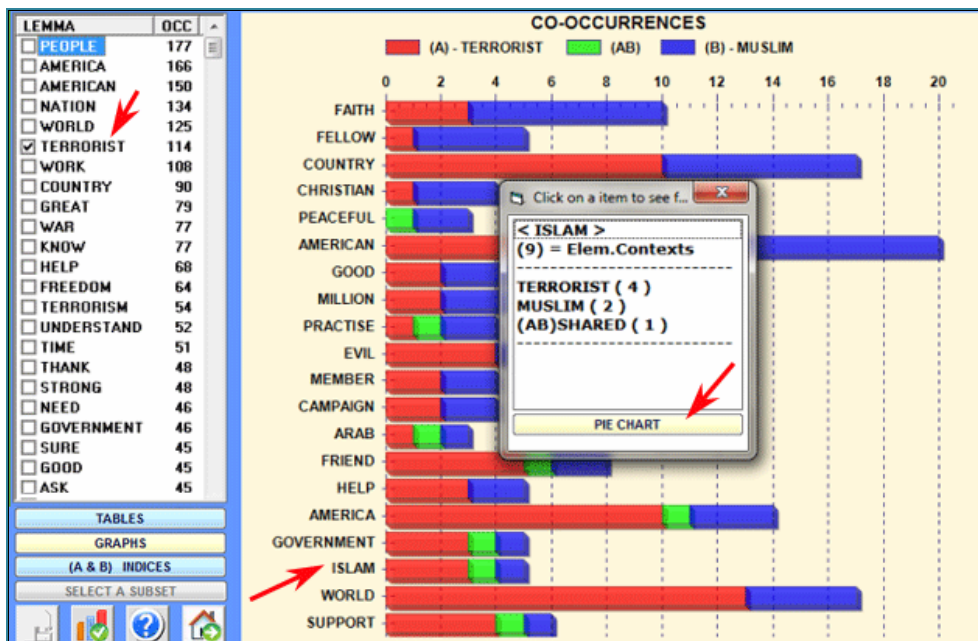 LEMMA OCC
PEOPLE 177
AMERICA 166
AMERICAN 150
NATION 134
WORLD 125
TERRORIST 114
WORK 108
COUNTRY 90
GREAT 79
WAR 77
KNOW 77
HELP 68
FREEDOM 64
TERRORISM 54
UNDERSTAND 52
TIME 51
THANK 48
STRONG 48
NEED 46
GOVERNMENT 46
SURE 45
GOOD 45
ASK 45
TABLES
GRAPHS
(A & B) INDICES
SELECT A SUBSET
CO-OCCURRENCES
(A) - TERRORIST (AB) (B) - MUSLIM
0 2 4 6 8 10 12 14 16 18 20
FAITH
FELLOW
COUNTRY
CHRISTIAN
PEACEFUL
AMERICAN
GOOD
MILLION
PRACTISE
EVIL
MEMBER
CAMPAIGN
ARAB
FRIEND
HELP
AMERICA
GOVERNMENT
ISLAM
WORLD
SUPPORT
Click on a item to see f...
< ISLAM >
(9) = Elem.Contexts
TERRORIST ( 4 )
MUSLIM ( 2 )
(AB)SHARED ( 1 )
PIE CHART